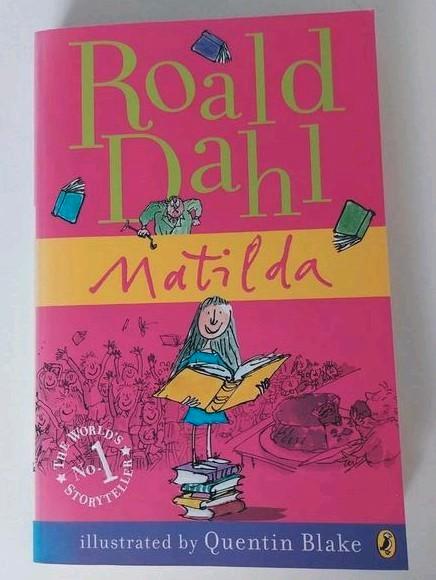 Roald
Dahl
Matilda
THE WORLD'S
No 1
STORYTELLER
illustrated by Quentin Blake